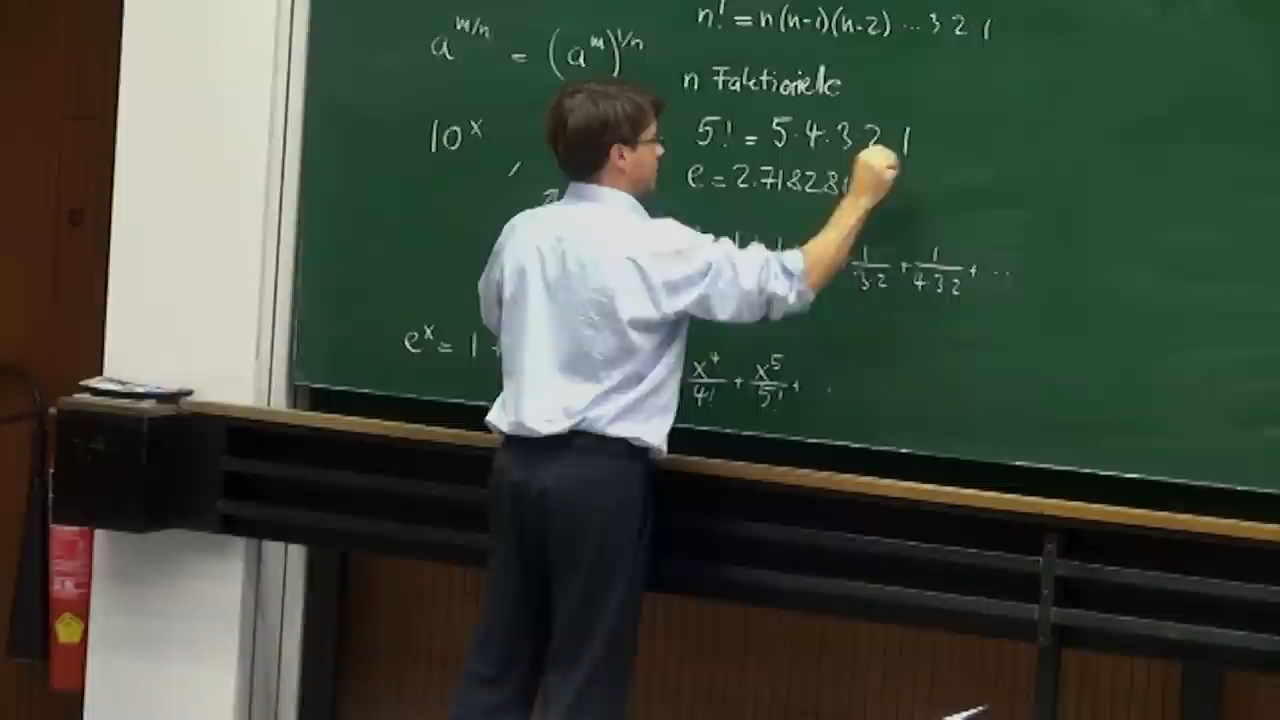 n! = n(n-1)(n-2) ... 3 2 1
a^{m/n} = (a^m)^{1/n}
n Faktorielle
10^x
5! = 5·4·3·2·1
e = 2.71828
1/3·2 + 1/4·3·2 + ...
e^x = 1 +
x^4/4! + x^5/5! + ...